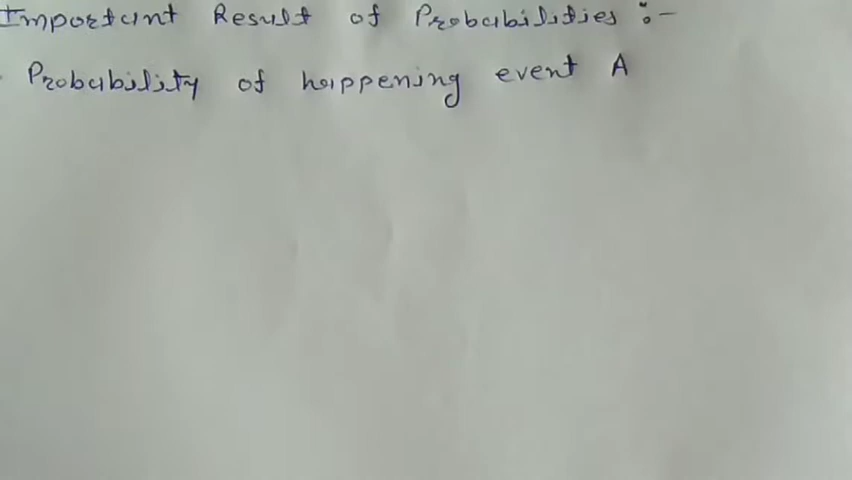 Important Result of Probabilities :-
Probability of happening event A